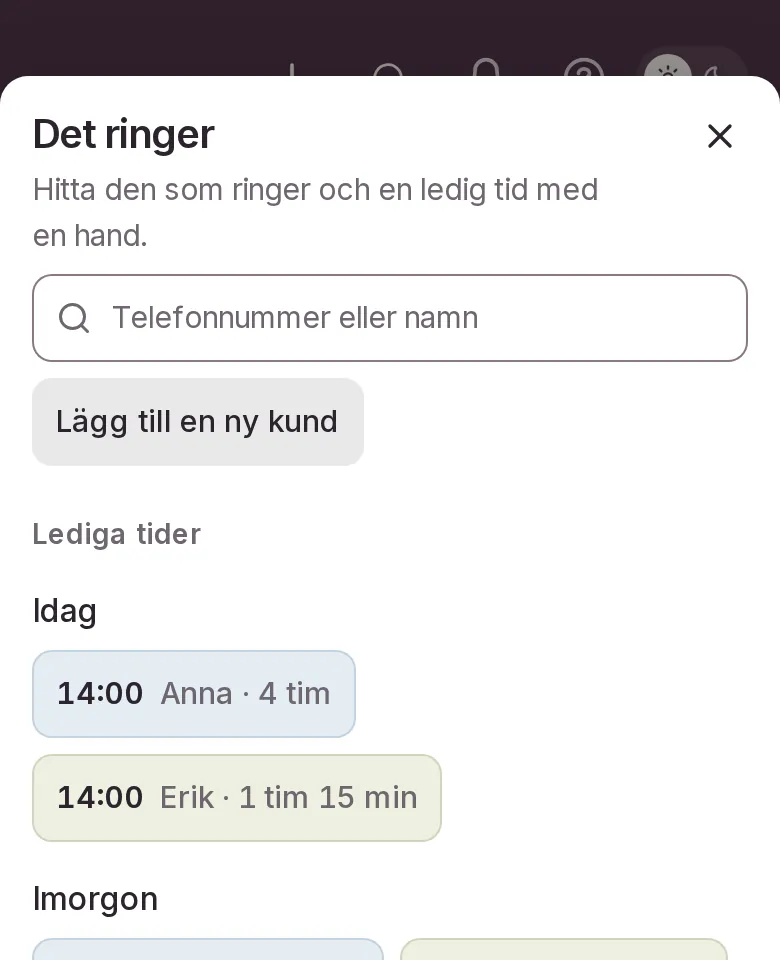 Det ringer
Hitta den som ringer och en ledig tid med
en hand.
Telefonnummer eller namn
Lägg till en ny kund
Lediga tider
Idag
14:00 Anna · 4 tim
14:00 Erik · 1 tim 15 min
Imorgon